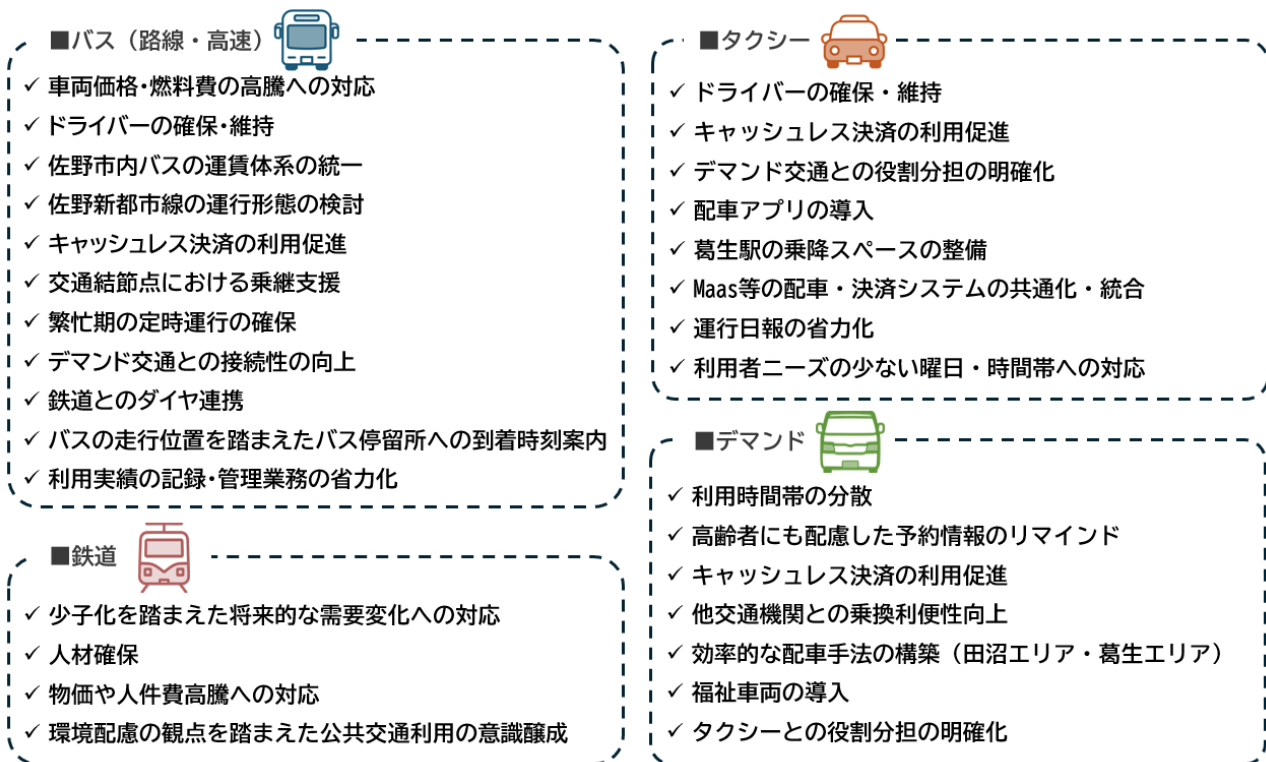 ■バス（路線・高速）
✓ 車両価格・燃料費の高騰への対応
✓ ドライバーの確保・維持
✓ 佐野市内バスの運賃体系の統一
✓ 佐野新都市線の運行形態の検討
✓ キャッシュレス決済の利用促進
✓ 交通結節点における乗継支援
✓ 繁忙期の定時運行の確保
✓ デマンド交通との接続性の向上
✓ 鉄道とのダイヤ連携
✓ バスの走行位置を踏まえたバス停留所への到着時刻案内
✓ 利用実績の記録・管理業務の省力化
■鉄道
✓ 少子化を踏まえた将来的な需要変化への対応
✓ 人材確保
✓ 物価や人件費高騰への対応
✓ 環境配慮の観点を踏まえた公共交通利用の意識醸成
■タクシー
✓ ドライバーの確保・維持
✓ キャッシュレス決済の利用促進
✓ デマンド交通との役割分担の明確化
✓ 配車アプリの導入
✓ 葛生駅の乗降スペースの整備
✓ Maas等の配車・決済システムの共通化・統合
✓ 運行日報の省力化
✓ 利用者ニーズの少ない曜日・時間帯への対応
■デマンド
✓ 利用時間帯の分散
✓ 高齢者にも配慮した予約情報のリマインド
✓ キャッシュレス決済の利用促進
✓ 他交通機関との乗換利便性向上
✓ 効率的な配車手法の構築（田沼エリア・葛生エリア）
✓ 福祉車両の導入
✓ タクシーとの役割分担の明確化